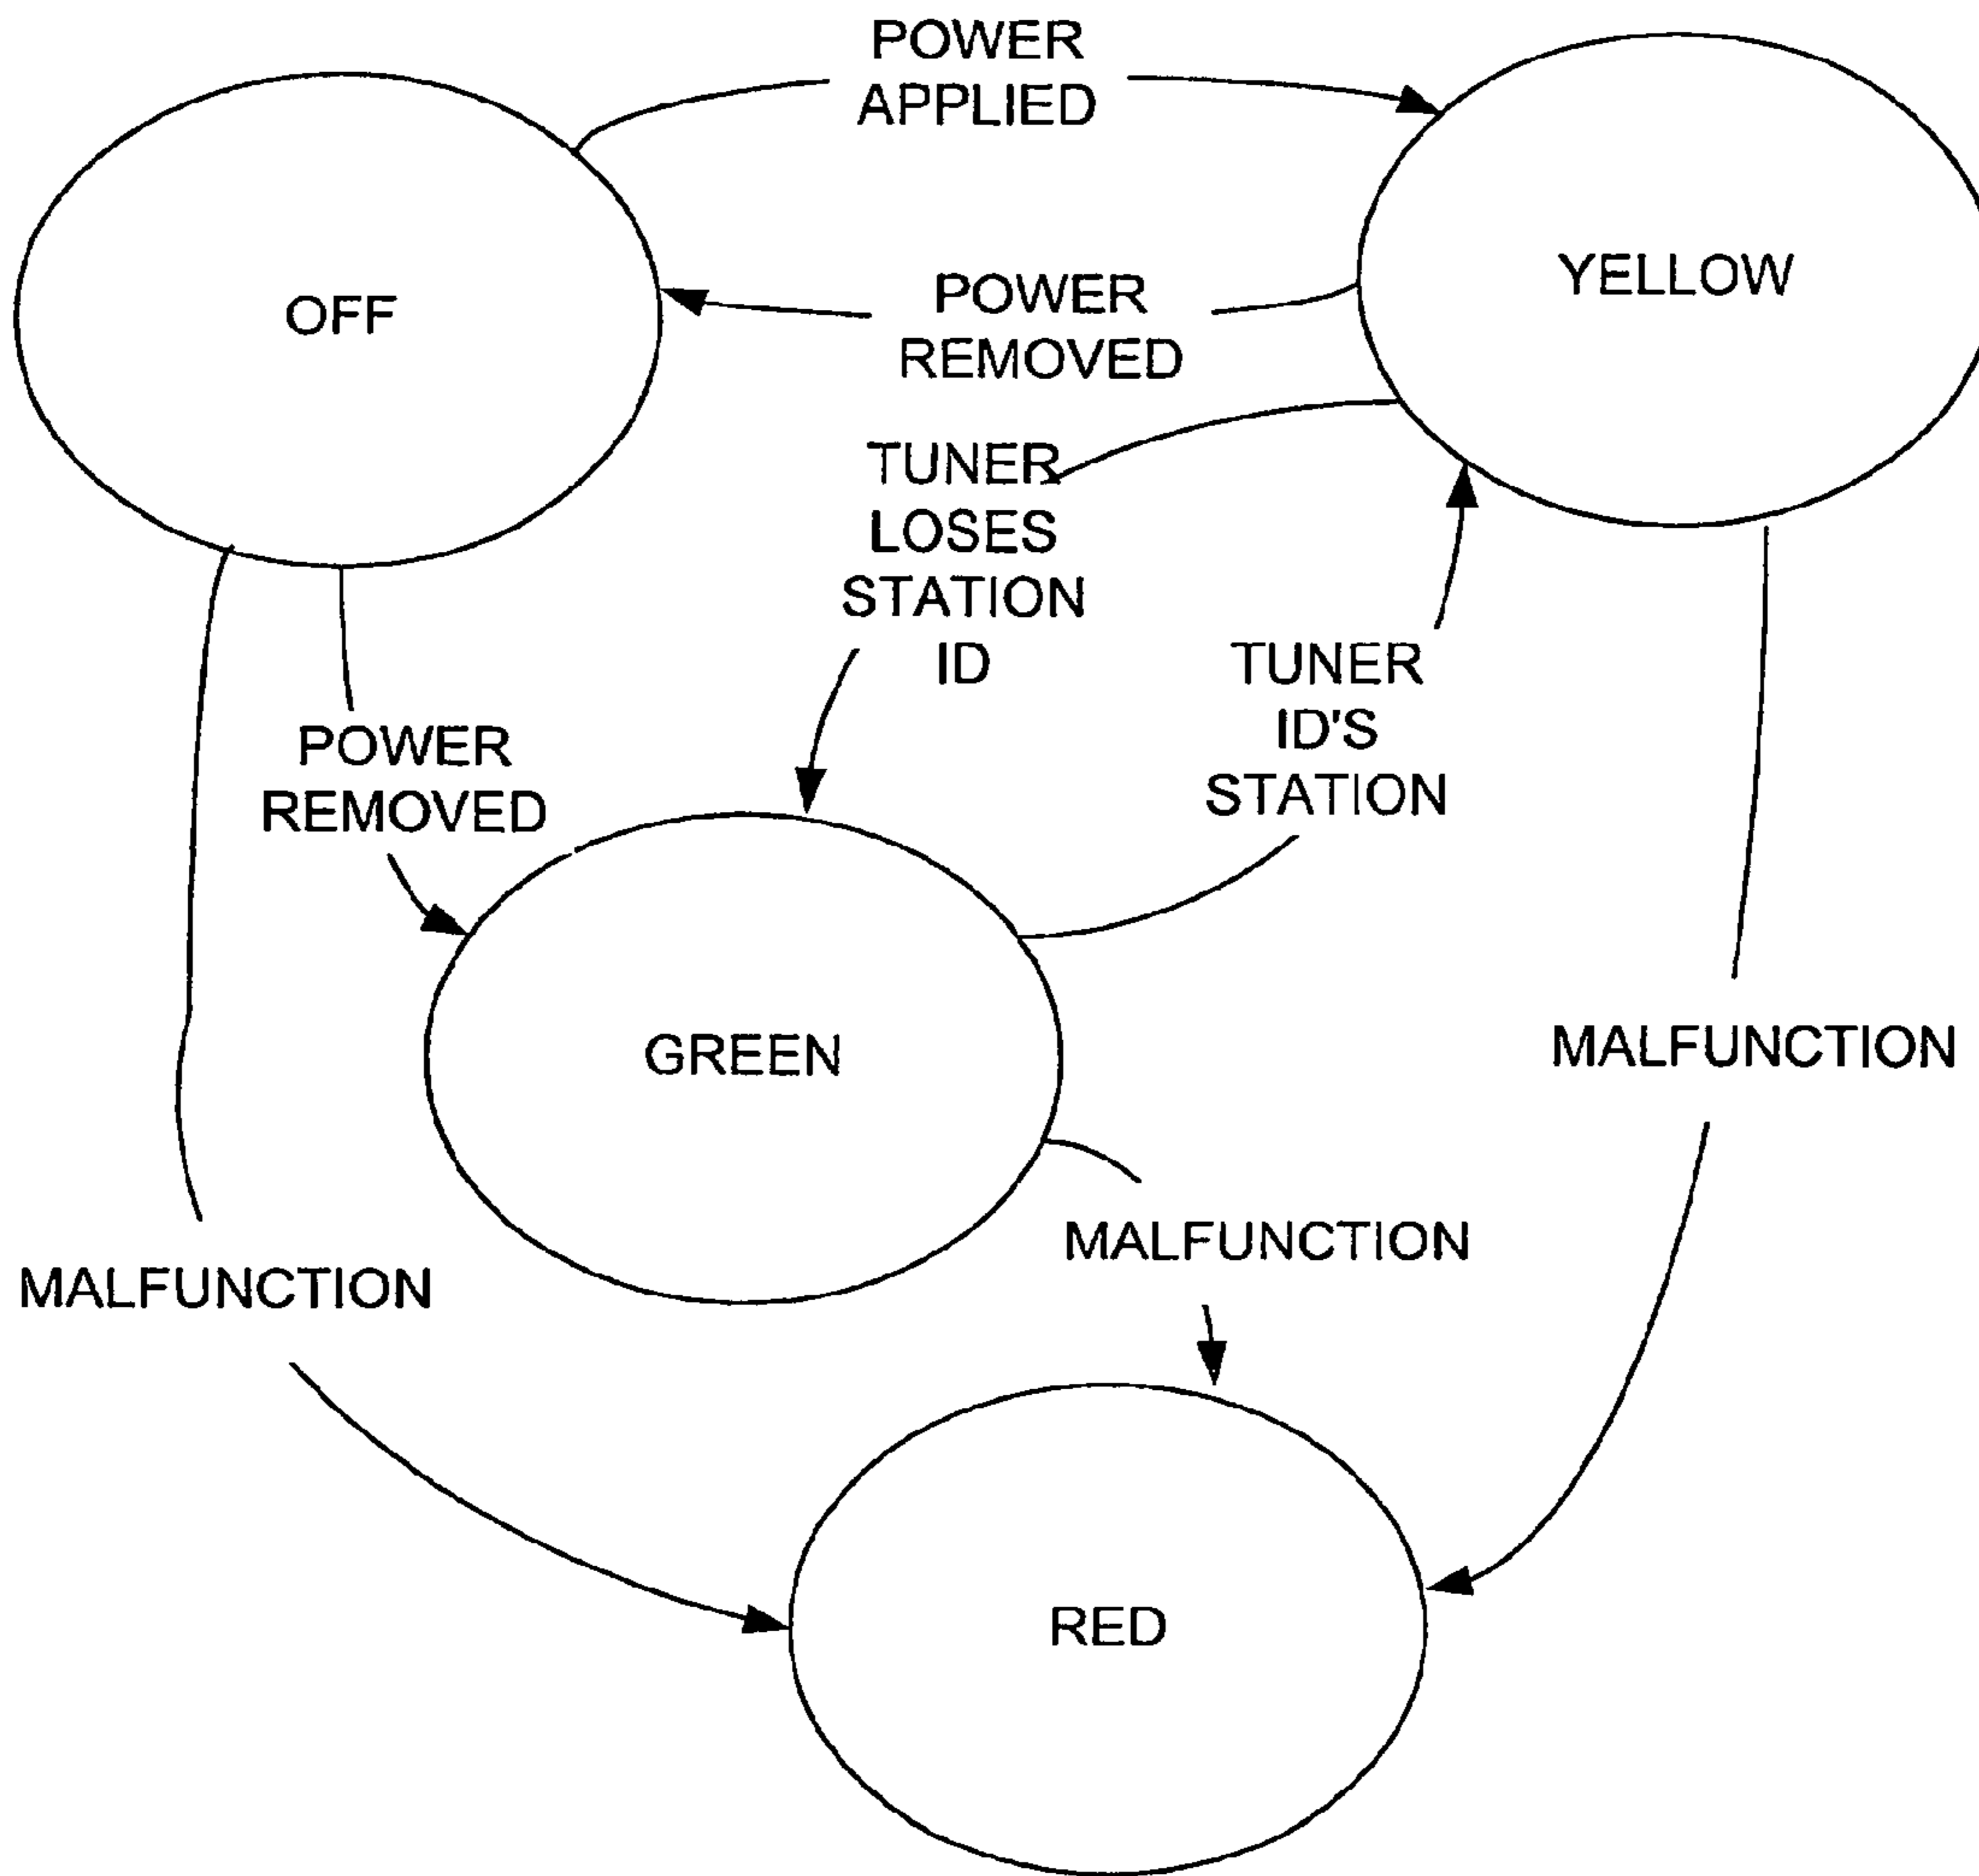 POWER
APPLIED
OFF
YELLOW
POWER
REMOVED
TUNER
LOSES
STATION
ID
TUNER
ID'S
STATION
POWER
REMOVED
GREEN
MALFUNCTION
MALFUNCTION
MALFUNCTION
RED